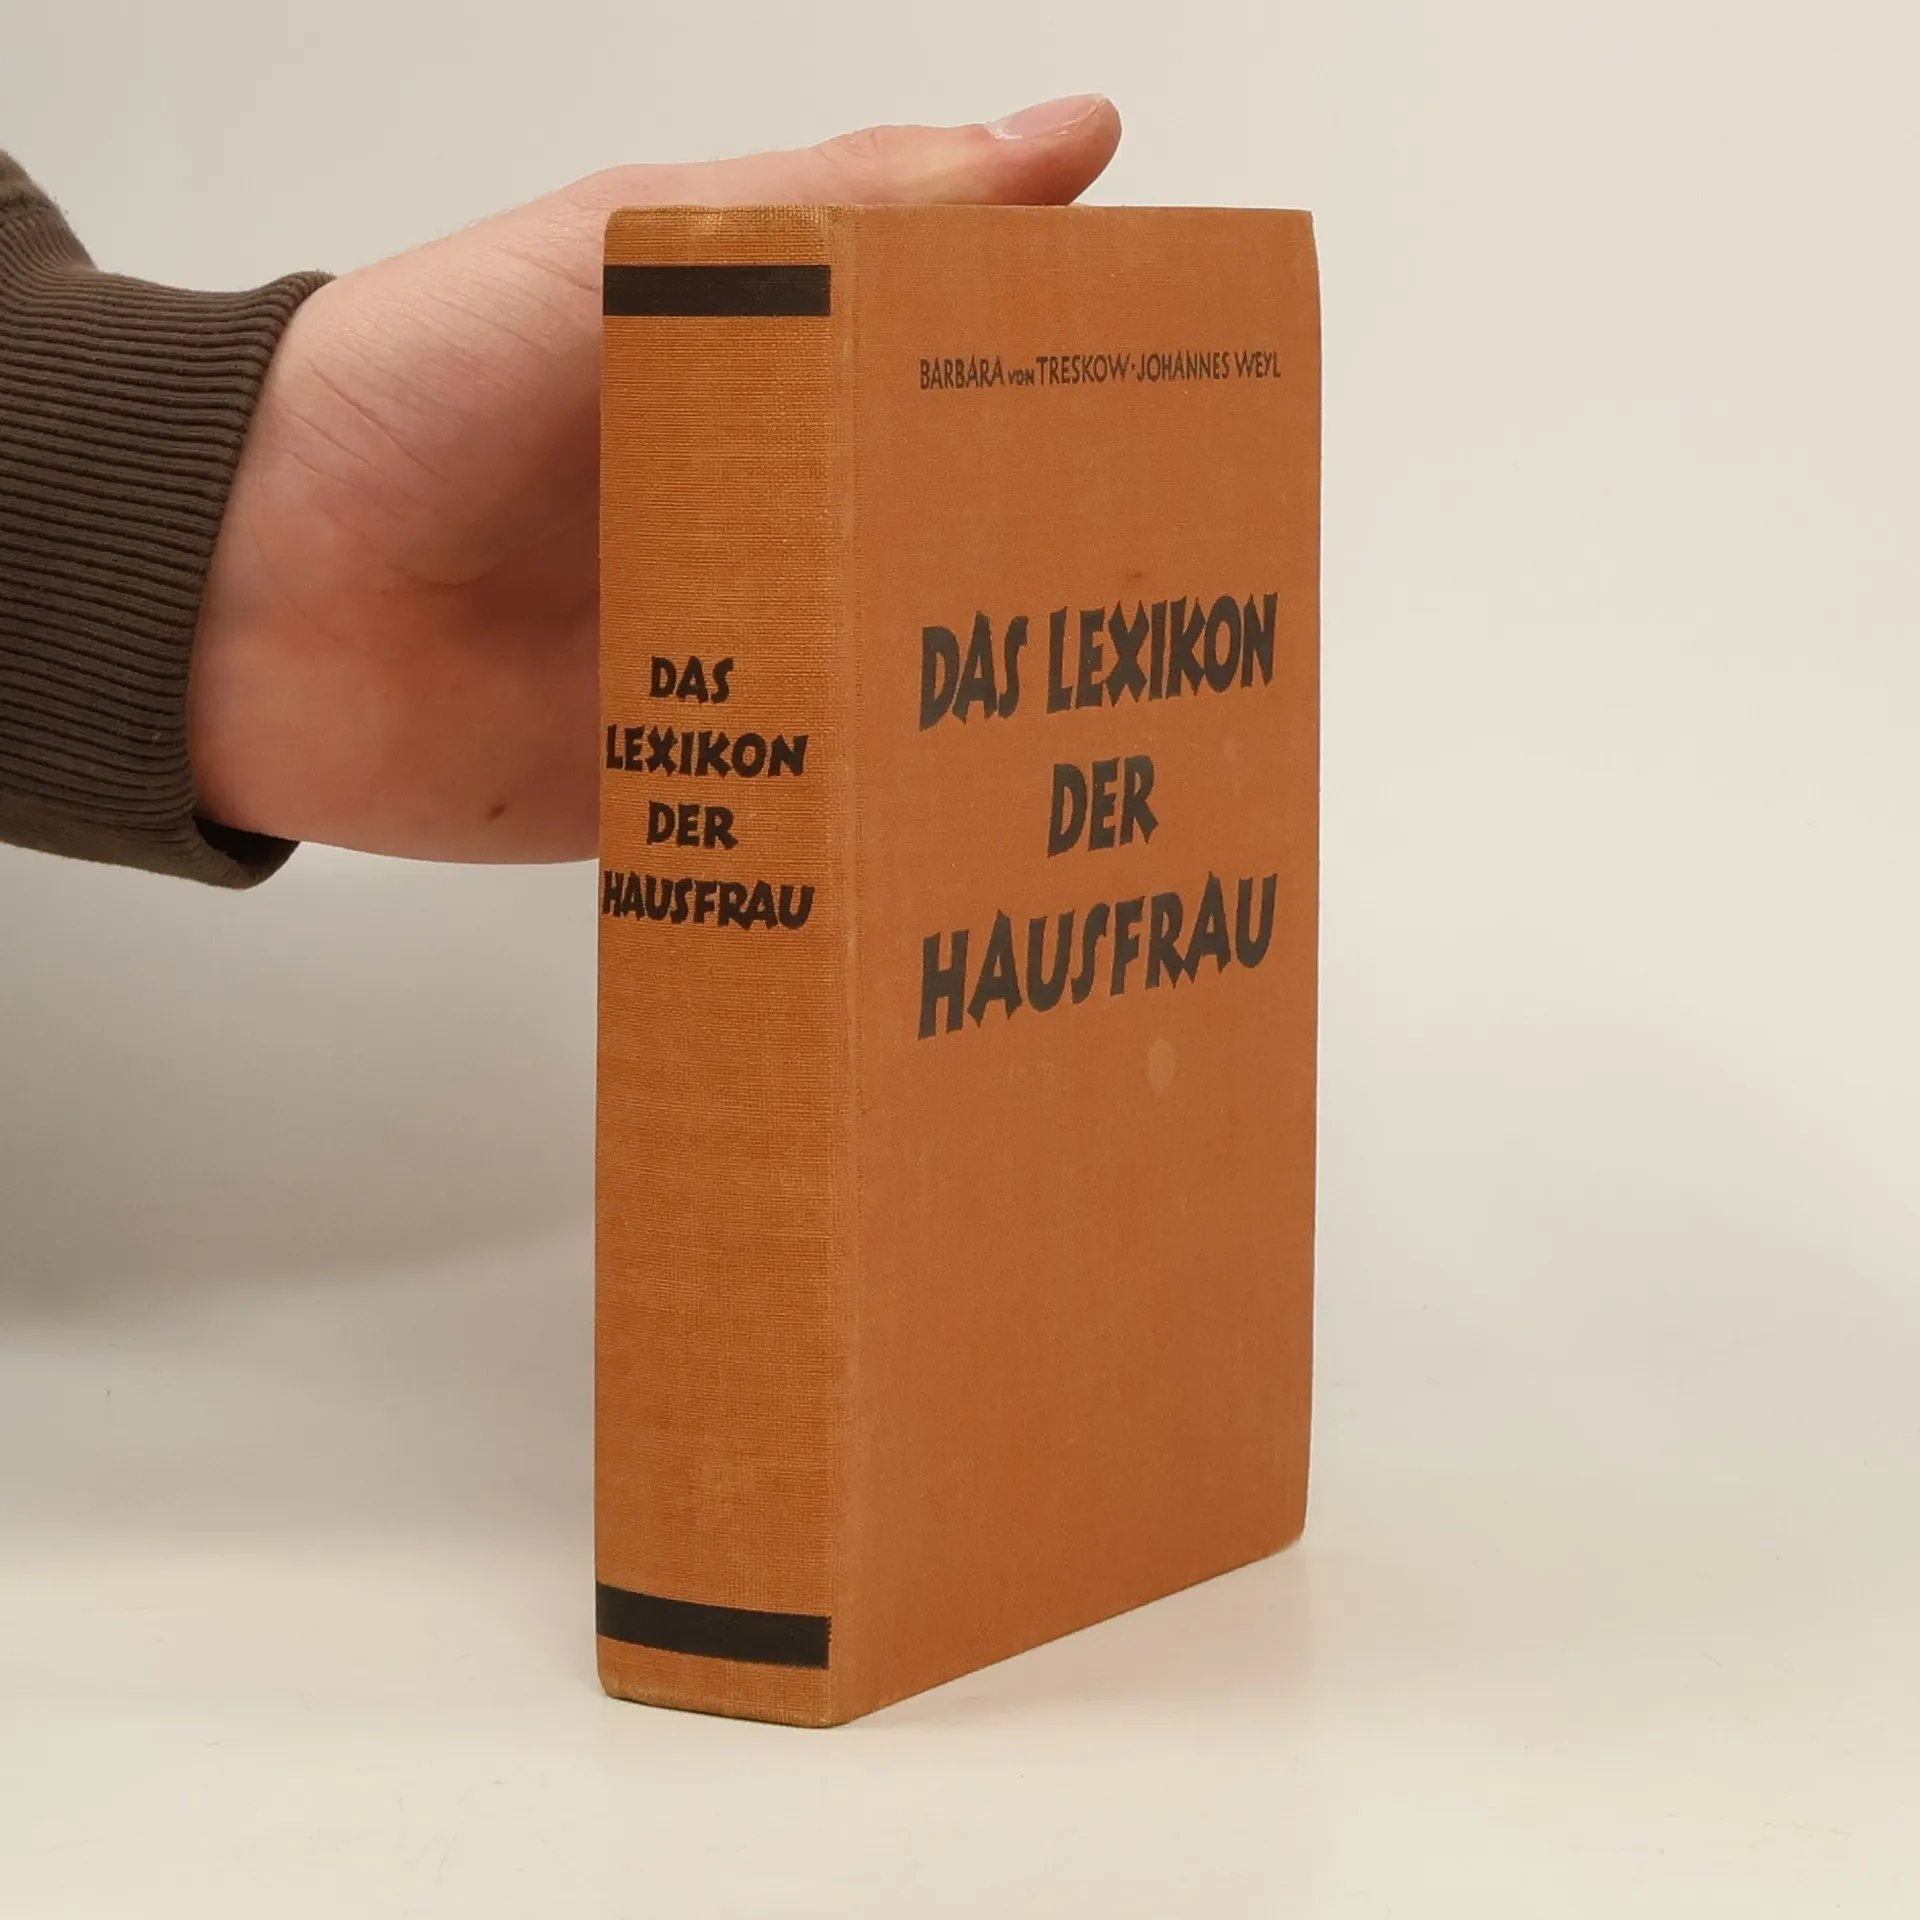 DAS
LEXIKON
DER
HAUSFRAU
BARBARA VON TRESKOW · JOHANNES WEYL
DAS LEXIKON
DER
HAUSFRAU